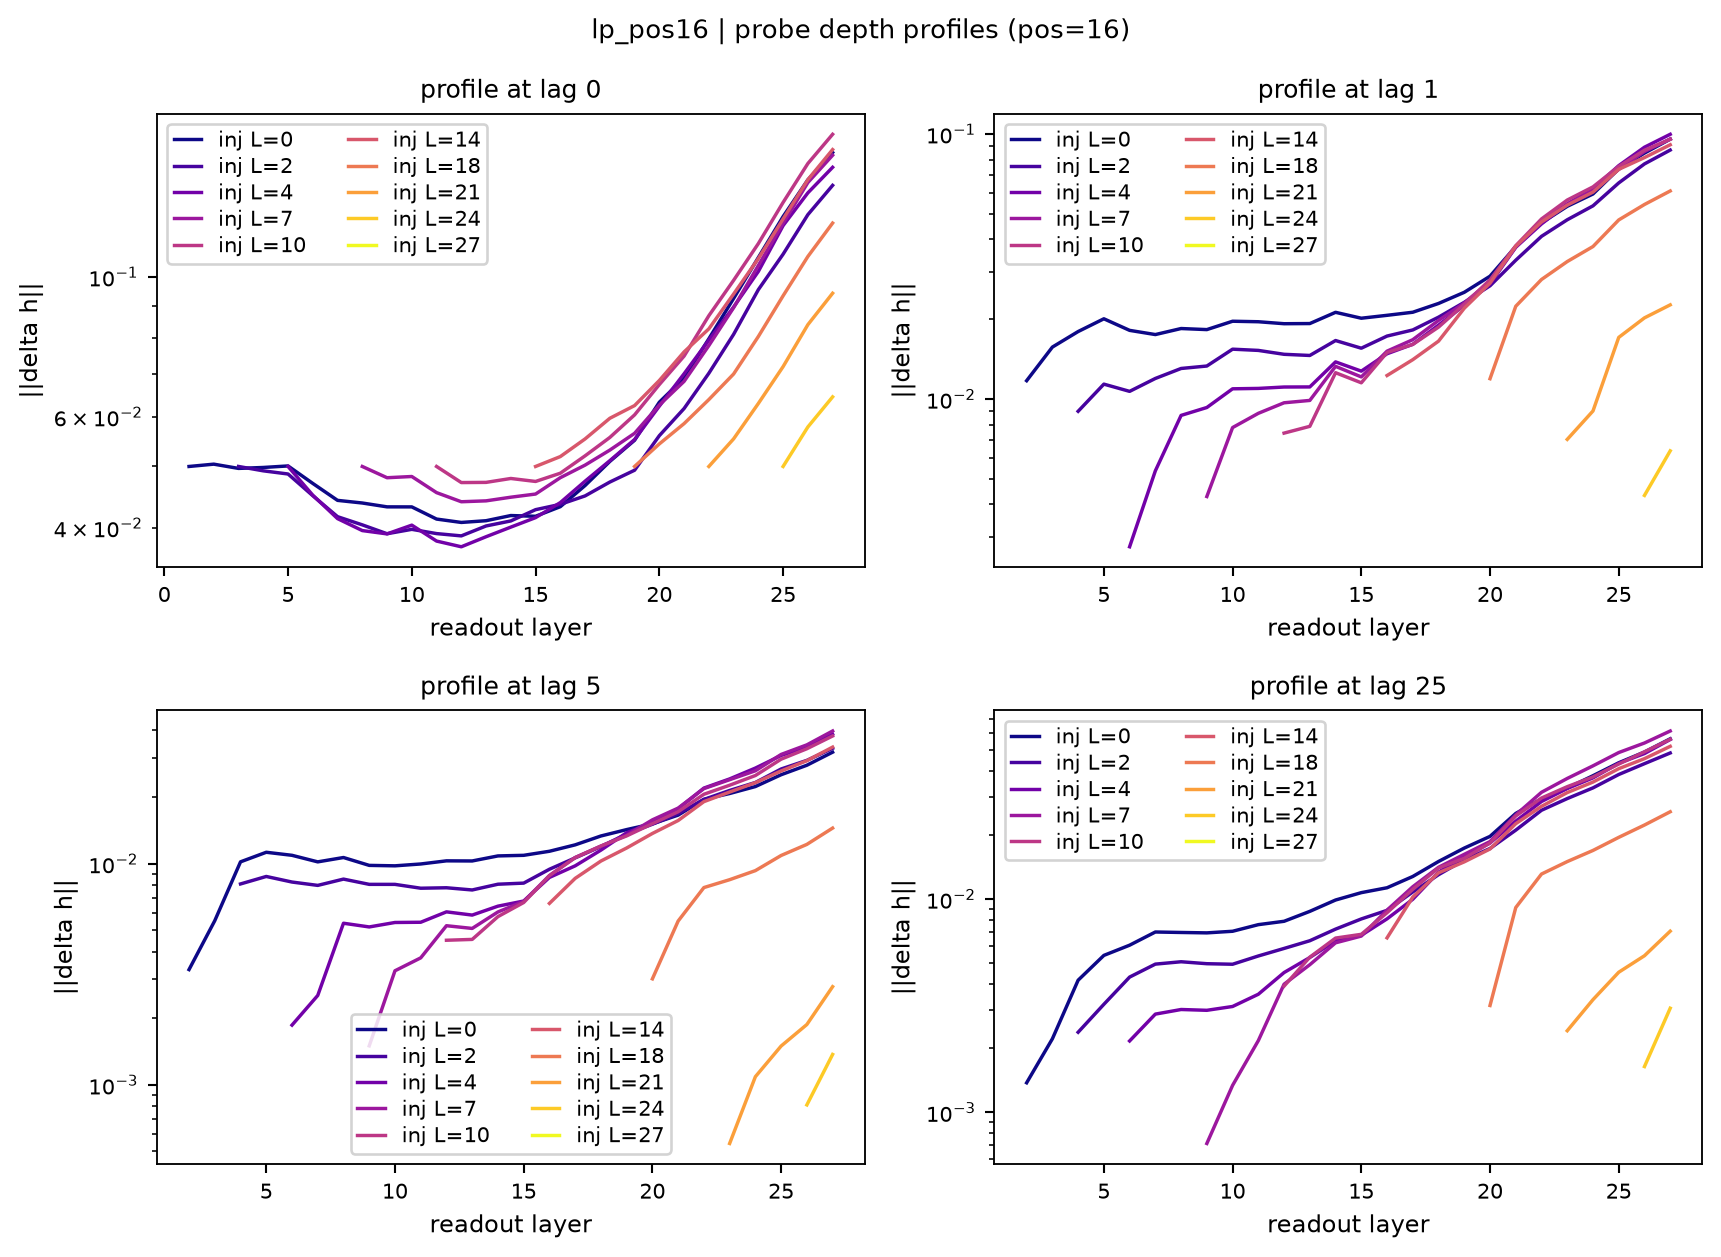 lp_pos16 | probe depth profiles (pos=16)
profile at lag 0
||delta h||
10⁻¹
6 × 10⁻²
4 × 10⁻²
inj L=0 inj L=14
inj L=2 inj L=18
inj L=4 inj L=21
inj L=7 inj L=24
inj L=10 inj L=27
0 5 10 15 20 25
readout layer
profile at lag 1
||delta h||
10⁻¹
10⁻²
inj L=0 inj L=14
inj L=2 inj L=18
inj L=4 inj L=21
inj L=7 inj L=24
inj L=10 inj L=27
5 10 15 20 25
readout layer
profile at lag 5
||delta h||
10⁻²
10⁻³
inj L=0 inj L=14
inj L=2 inj L=18
inj L=4 inj L=21
inj L=7 inj L=24
inj L=10 inj L=27
5 10 15 20 25
readout layer
profile at lag 25
||delta h||
10⁻²
10⁻³
inj L=0 inj L=14
inj L=2 inj L=18
inj L=4 inj L=21
inj L=7 inj L=24
inj L=10 inj L=27
5 10 15 20 25
readout layer